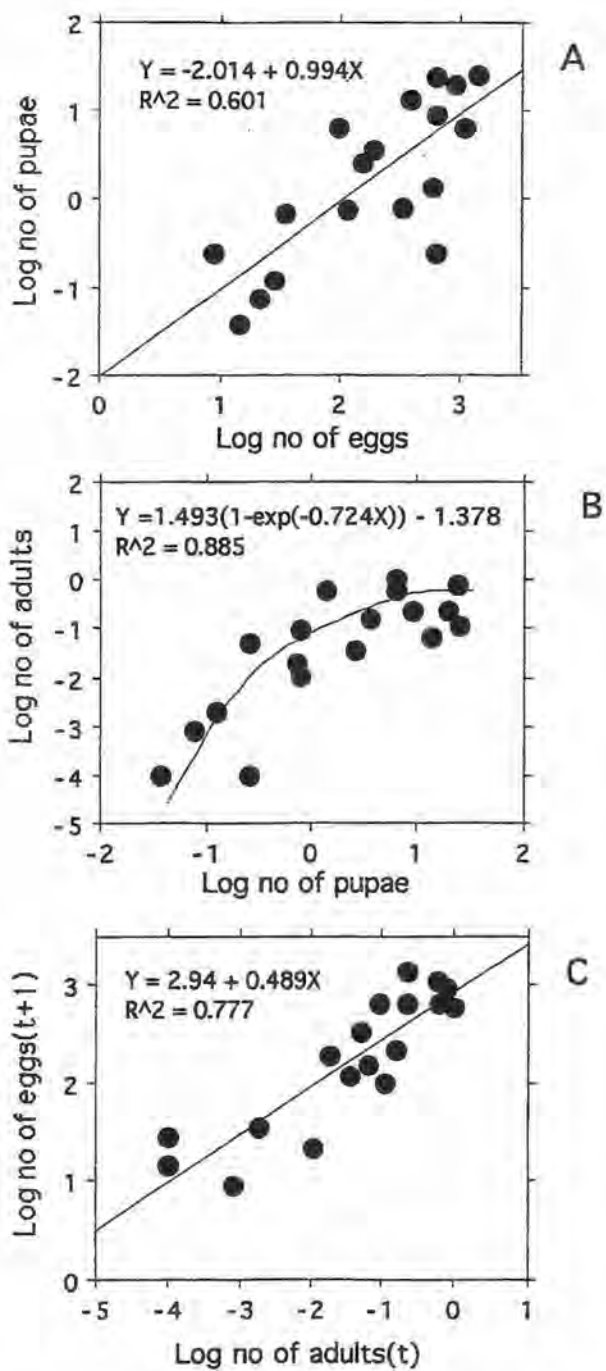 A
Y = -2.014 + 0.994X
R^2 = 0.601
2
1
0
-1
-2
Log no of pupae
0 1 2 3
Log no of eggs
B
Y =1.493(1-exp(-0.724X)) - 1.378
R^2 = 0.885
2
1
0
-1
-2
-3
-4
-5
Log no of adults
-2 -1 0 1 2
Log no of pupae
C
Y = 2.94 + 0.489X
R^2 = 0.777
3
2
1
0
Log no of eggs(t+1)
-5 -4 -3 -2 -1 0 1
Log no of adults(t)